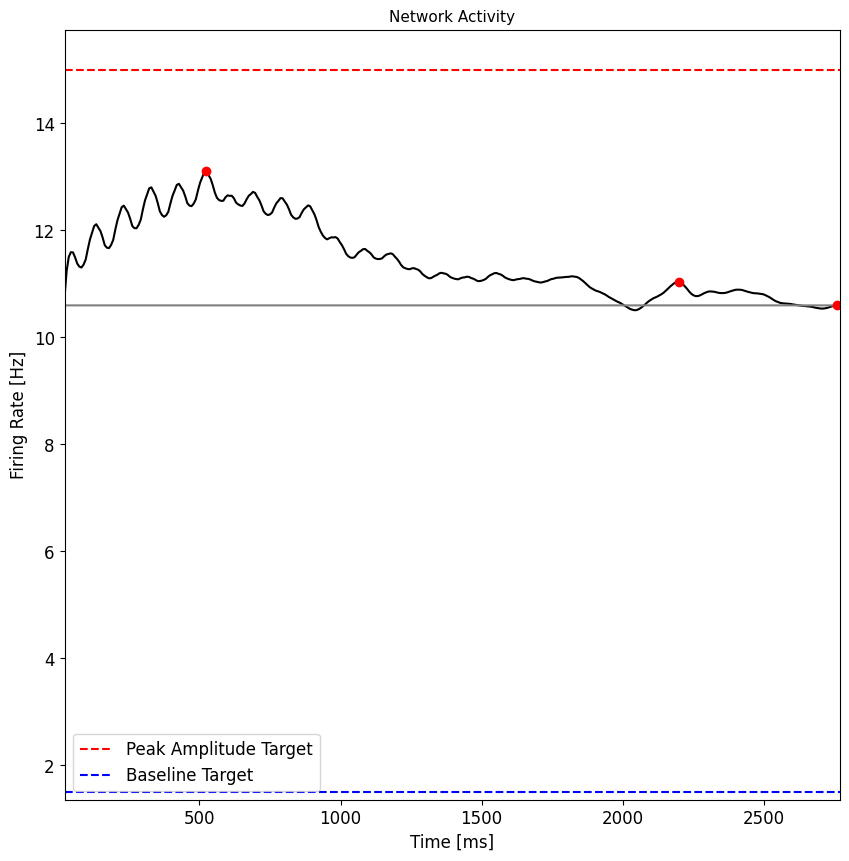 Network Activity
Firing Rate [Hz]
14
12
10
8
6
4
2
Peak Amplitude Target
Baseline Target
500
1000
1500
2000
2500
Time [ms]